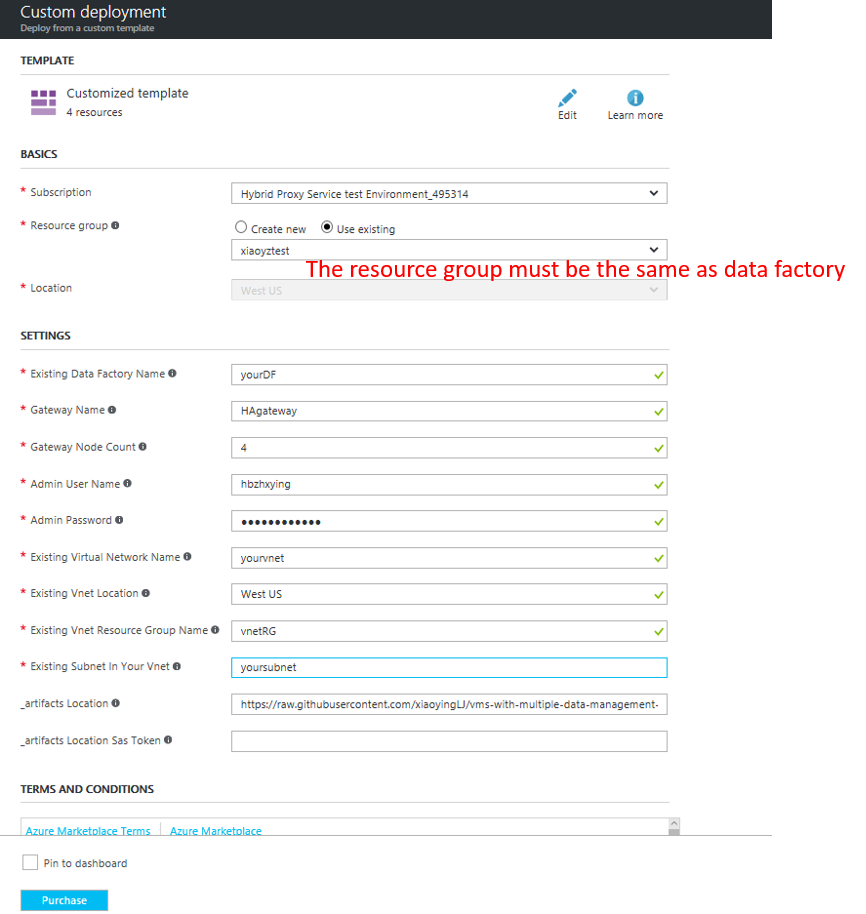 Custom deployment
Deploy from a custom template
TEMPLATE
Customized template
4 resources
Edit
Learn more
BASICS
* Subscription
Hybrid Proxy Service test Environment_495314
* Resource group
Create new
Use existing
xiaoyztest
The resource group must be the same as data factory
* Location
West US
SETTINGS
* Existing Data Factory Name
yourDF
* Gateway Name
HAgateway
* Gateway Node Count
4
* Admin User Name
hbzhxying
* Admin Password
●●●●●●●●●●●●
* Existing Virtual Network Name
yourvnet
* Existing Vnet Location
West US
* Existing Vnet Resource Group Name
vnetRG
* Existing Subnet In Your Vnet
yoursubnet
_artifacts Location
https://raw.githubusercontent.com/xiaoyingLJ/vms-with-multiple-data-management-
_artifacts Location Sas Token
TERMS AND CONDITIONS
Azure Marketplace Terms
Azure Marketplace
Pin to dashboard
Purchase